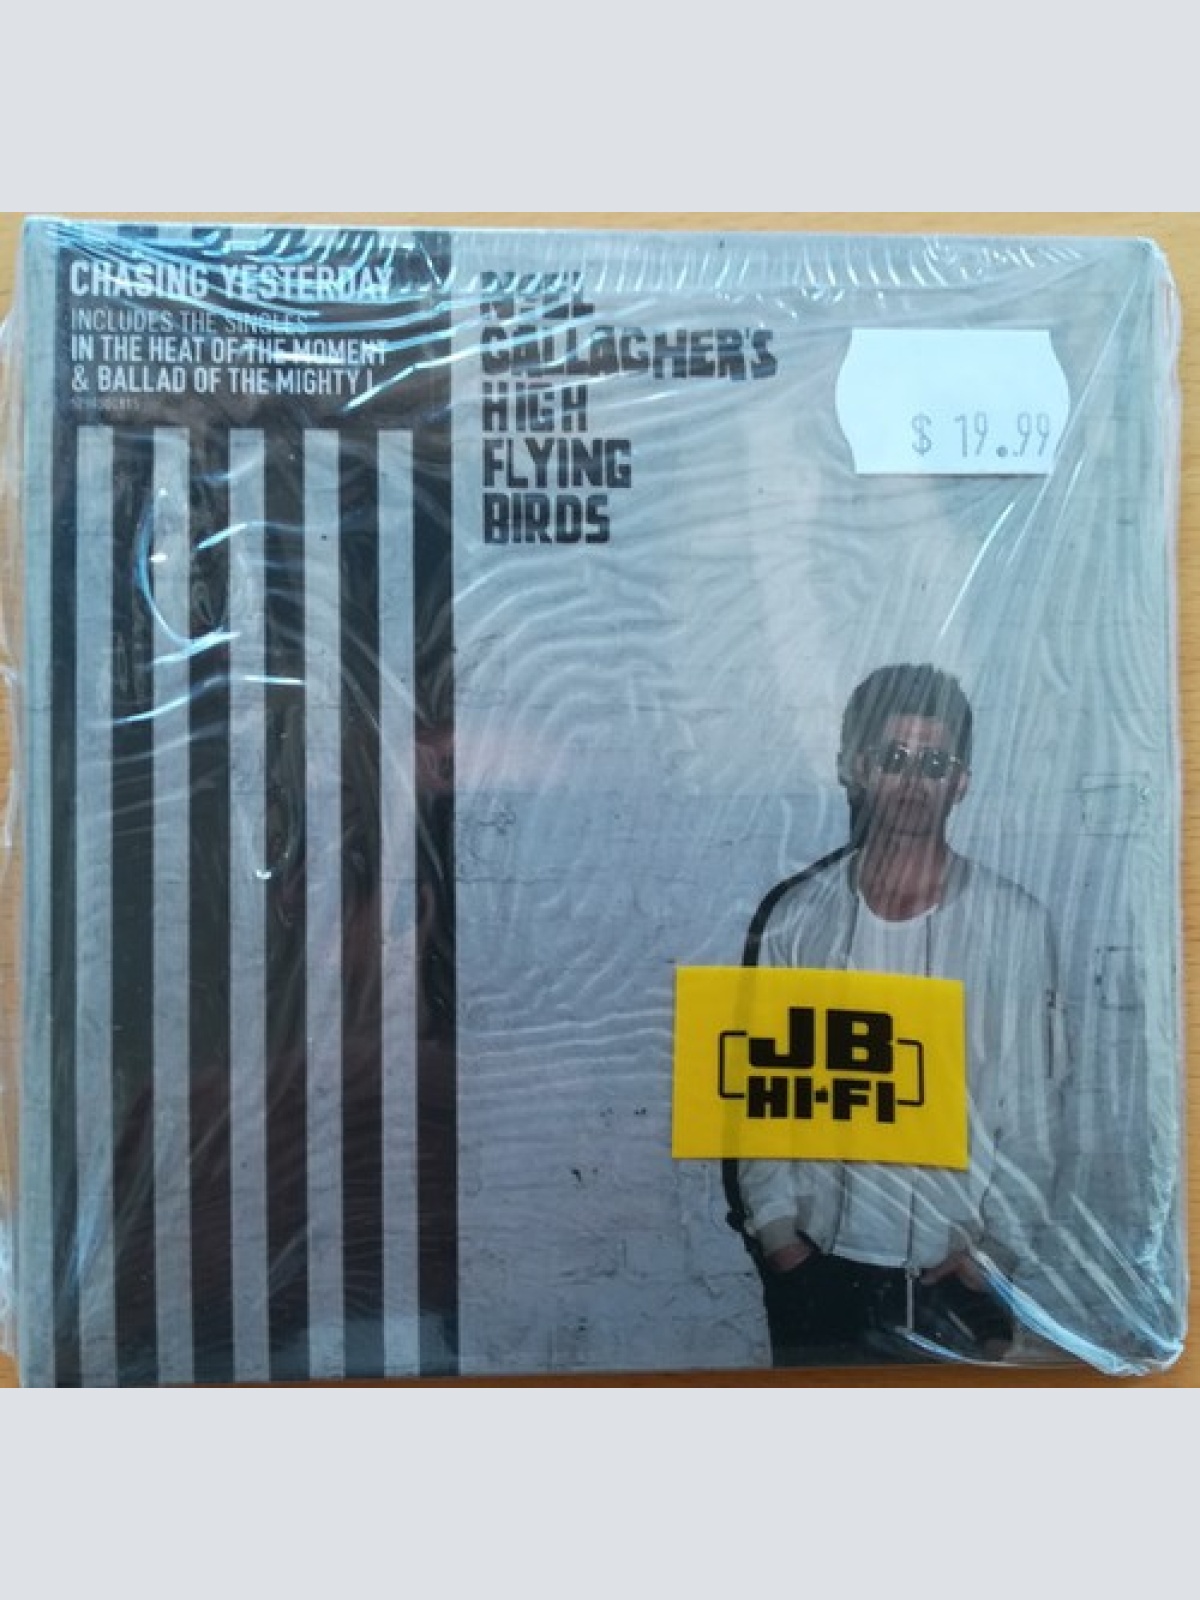 CHASING YESTERDAY
INCLUDES THE SINGLES
IN THE HEAT OF THE MOMENT
& BALLAD OF THE MIGHTY I
NOEL
GALLAGHER'S
HIGH
FLYING
BIRDS
$ 19.99
JB
HI-FI